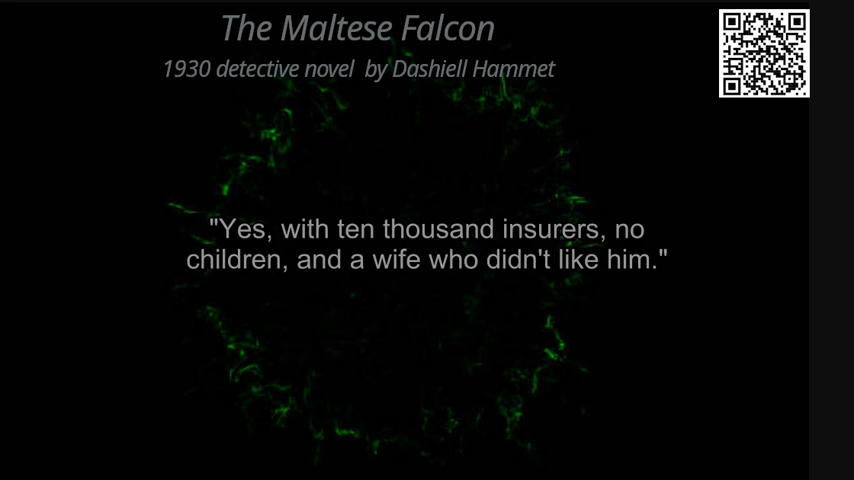 The Maltese Falcon
1930 detective novel by Dashiell Hammet
"Yes, with ten thousand insurers, no
children, and a wife who didn't like him."